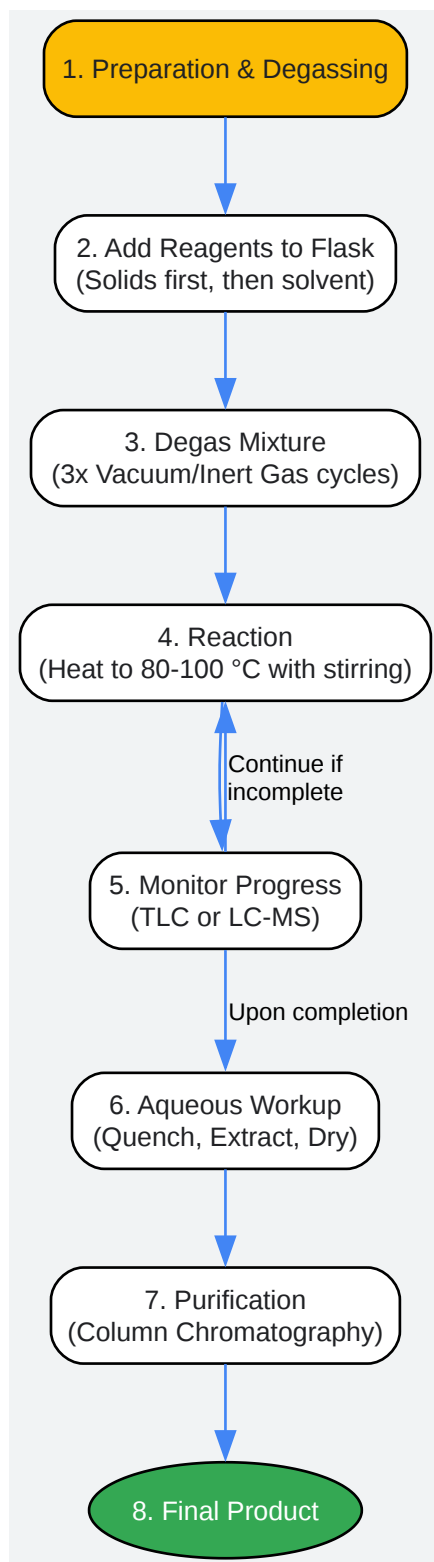 1. Preparation & Degassing
2. Add Reagents to Flask
(Solids first, then solvent)
3. Degas Mixture
(3x Vacuum/Inert Gas cycles)
4. Reaction
(Heat to 80-100 °C with stirring)
Continue if
incomplete
5. Monitor Progress
(TLC or LC-MS)
Upon completion
6. Aqueous Workup
(Quench, Extract, Dry)
7. Purification
(Column Chromatography)
8. Final Product